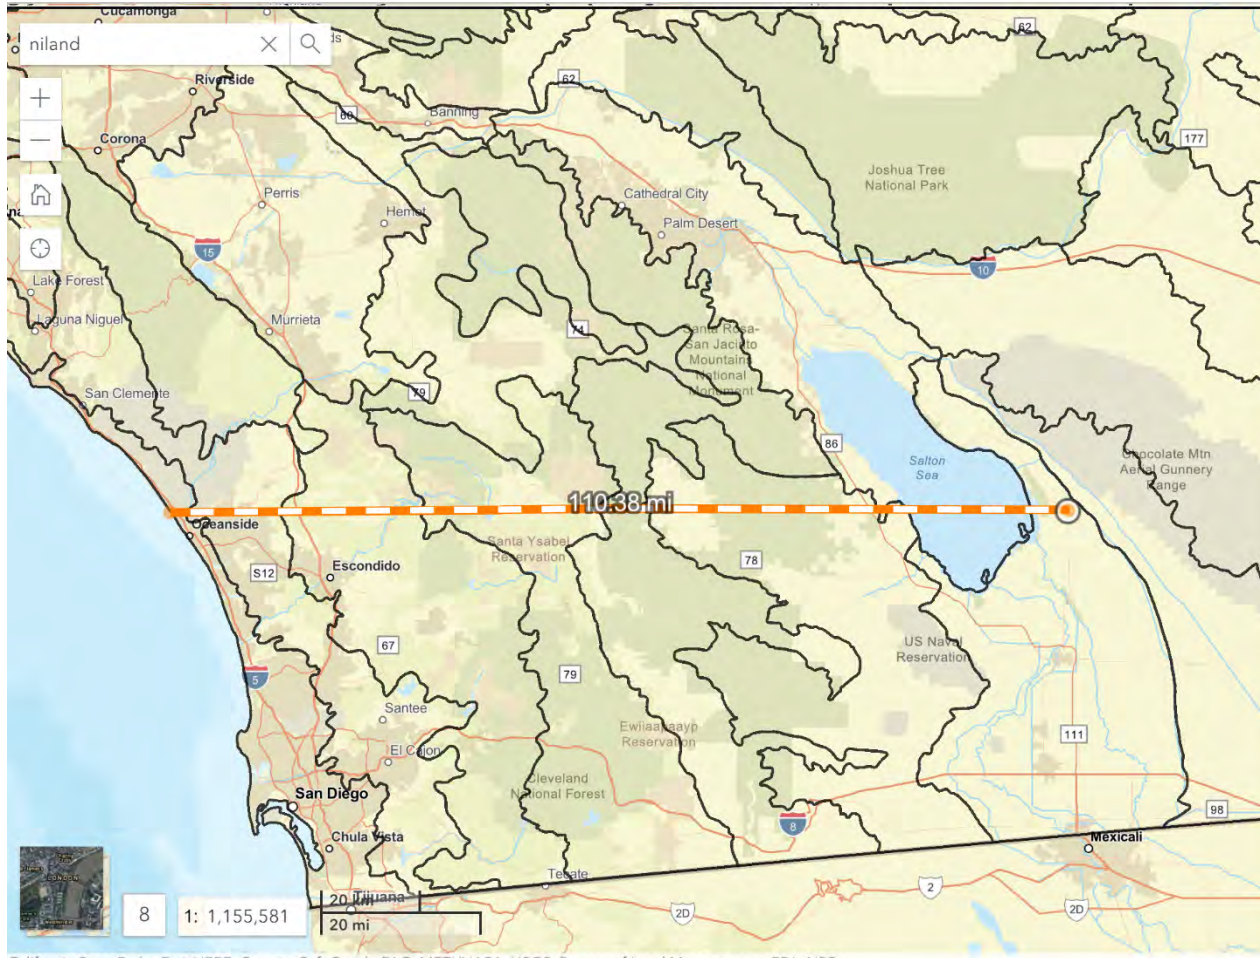 Cucamonga
niland
62
Riverside
62
60
Banning
Corona
177
Joshua Tree
National Park
Perris
Cathedral City
Hemet
Palm Desert
15
10
Lake Forest
Laguna Niguel
Murrieta
74
Santa Rosa-
San Jacinto
Mountains
National
Monument
79
San Clemente
86
Salton
Sea
Chocolate Mtn
Aerial Gunnery
Range
110.38 mi
Oceanside
Santa Ysabel
Reservation
78
S12
Escondido
67
US Naval
Reservation
79
5
Santee
Ewiiaapaayp
Reservation
111
El Cajon
Cleveland
National Forest
San Diego
98
8
Chula Vista
Mexicali
Tecate
2
Tijuana
2D
2D
8
1: 1,155,581
20 km
20 mi